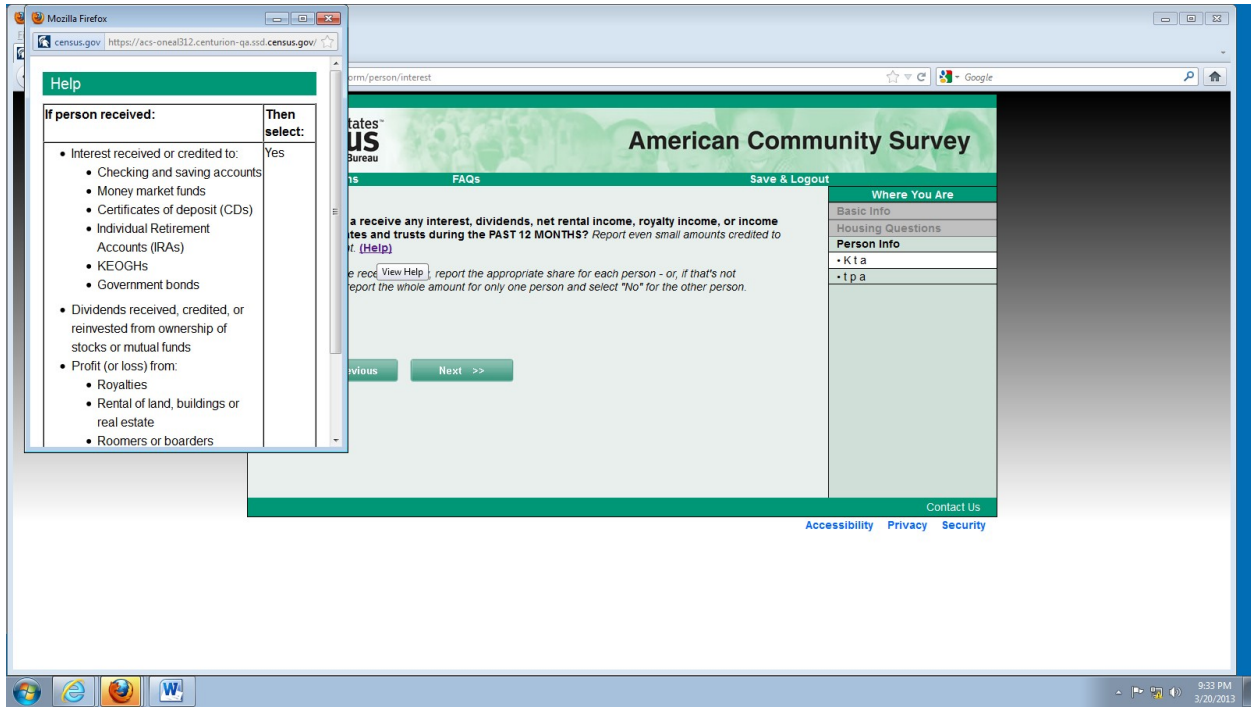 Mozilla Firefox
census.gov https://acs-oneal312.centurion-qa.ssd.census.gov/
Help
If person received: Then select:
• Interest received or credited to: Yes
• Checking and saving accounts
• Money market funds
• Certificates of deposit (CDs)
• Individual Retirement
Accounts (IRAs)
• KEOGHs
• Government bonds
• Dividends received, credited, or
reinvested from ownership of
stocks or mutual funds
• Profit (or loss) from:
• Royalties
• Rental of land, buildings or
real estate
• Roomers or boarders
orm/person/interest
Google
tates™
US
Bureau
American Community Survey
ns FAQs Save & Logout
a receive any interest, dividends, net rental income, royalty income, or income
tes and trusts during the PAST 12 MONTHS? Report even small amounts credited to
t. (Help)
View Help
e rece , report the appropriate share for each person - or, if that's not
eport the whole amount for only one person and select "No" for the other person.
evious Next >>
Where You Are
Basic Info
Housing Questions
Person Info
• K t a
• t p a
Contact Us
Accessibility Privacy Security
9:33 PM
3/20/2013